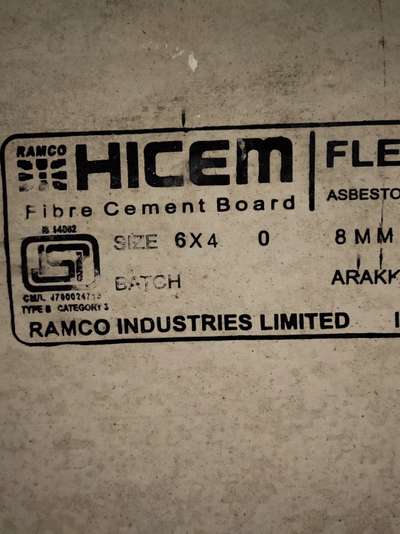 RAMCO HICEM FLE
Fibre Cement Board ASBESTO
IS 14862
SIZE 6X4 0 8 MM
BATCH ARAKK
TYPE B CATEGORY 3
RAMCO INDUSTRIES LIMITED I